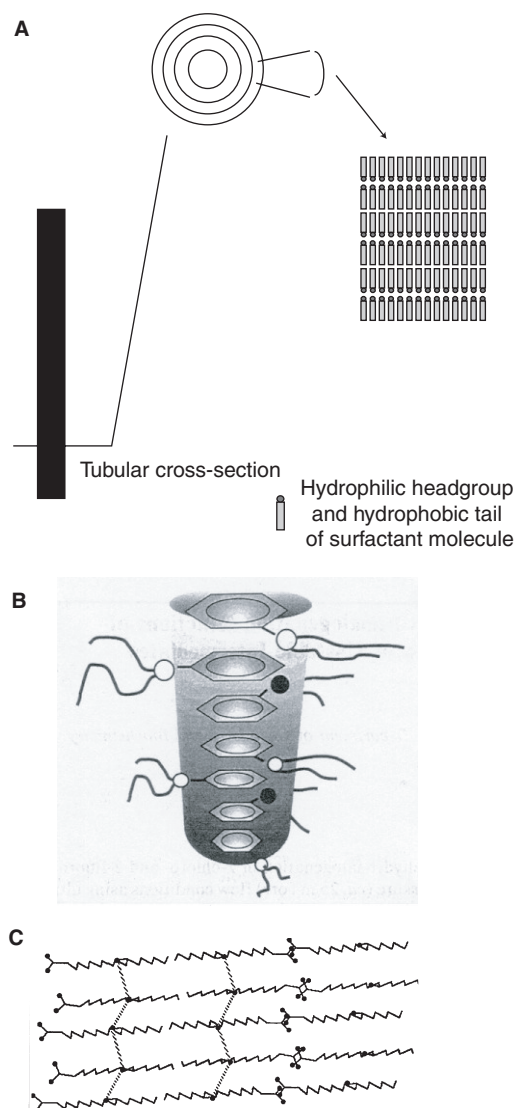 A
Tubular cross-section
Hydrophilic headgroup
and hydrophobic tail
of surfactant molecule
B
C